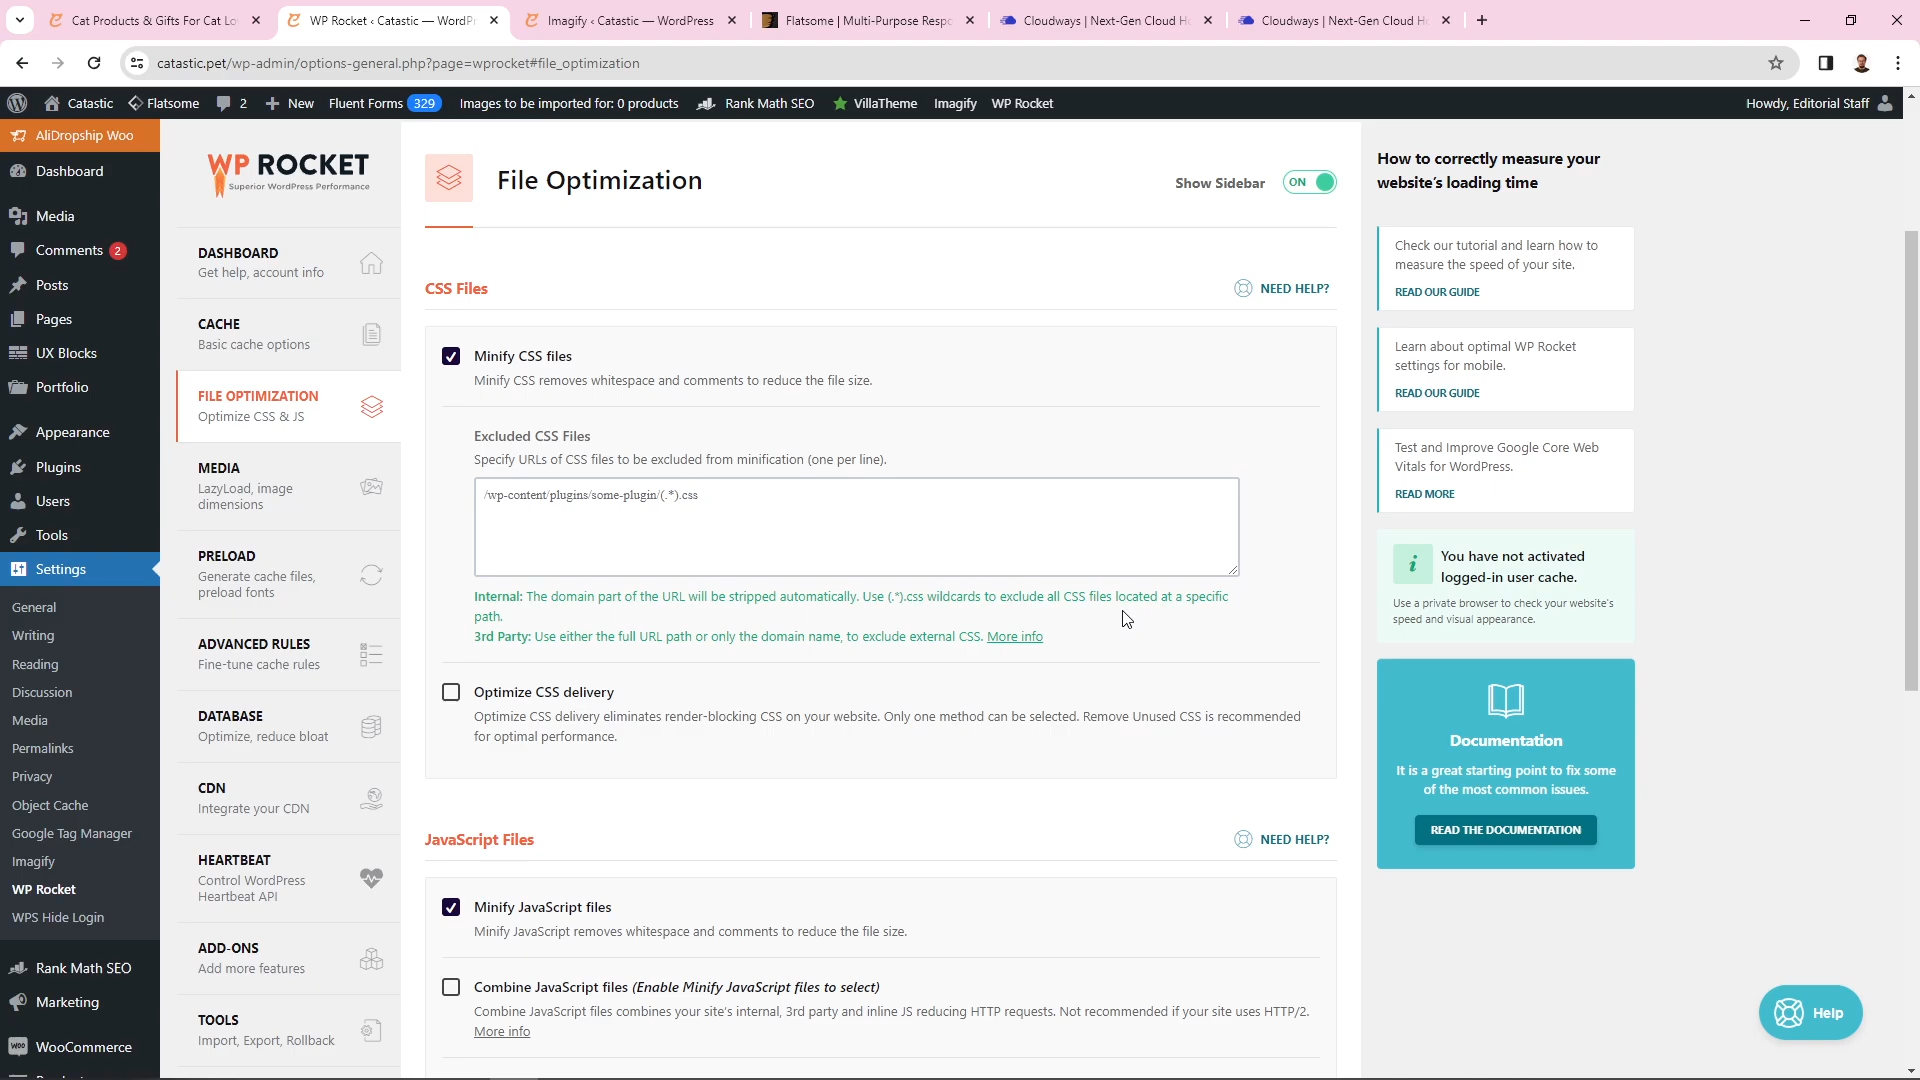 Cat Products & Gifts For Cat Lo
WP Rocket ‹ Catastic — WordPr
Imagify ‹ Catastic — WordPress
Flatsome | Multi-Purpose Respo
Cloudways | Next-Gen Cloud Ho
Cloudways | Next-Gen Cloud Ho
catastic.pet/wp-admin/options-general.php?page=wprocket#file_optimization
Catastic
Flatsome
2
New
Fluent Forms 329
Images to be imported for: 0 products
Rank Math SEO
VillaTheme
Imagify
WP Rocket
Howdy, Editorial Staff
AliDropship Woo
Dashboard
Media
Comments 2
Posts
Pages
UX Blocks
Portfolio
Appearance
Plugins
Users
Tools
Settings
General
Writing
Reading
Discussion
Media
Permalinks
Privacy
Object Cache
Google Tag Manager
Imagify
WP Rocket
WPS Hide Login
Rank Math SEO
Marketing
WooCommerce
WP ROCKET
Superior WordPress Performance
DASHBOARD
Get help, account info
CACHE
Basic cache options
FILE OPTIMIZATION
Optimize CSS & JS
MEDIA
LazyLoad, image
dimensions
PRELOAD
Generate cache files,
preload fonts
ADVANCED RULES
Fine-tune cache rules
DATABASE
Optimize, reduce bloat
CDN
Integrate your CDN
HEARTBEAT
Control WordPress
Heartbeat API
ADD-ONS
Add more features
TOOLS
Import, Export, Rollback
File Optimization
Show Sidebar ON
CSS Files
NEED HELP?
Minify CSS files
Minify CSS removes whitespace and comments to reduce the file size.
Excluded CSS Files
Specify URLs of CSS files to be excluded from minification (one per line).
/wp-content/plugins/some-plugin/(.*).css
Internal: The domain part of the URL will be stripped automatically. Use (.*).css wildcards to exclude all CSS files located at a specific
path.
3rd Party: Use either the full URL path or only the domain name, to exclude external CSS. More info
Optimize CSS delivery
Optimize CSS delivery eliminates render-blocking CSS on your website. Only one method can be selected. Remove Unused CSS is recommended
for optimal performance.
JavaScript Files
NEED HELP?
Minify JavaScript files
Minify JavaScript removes whitespace and comments to reduce the file size.
Combine JavaScript files (Enable Minify JavaScript files to select)
Combine JavaScript files combines your site's internal, 3rd party and inline JS reducing HTTP requests. Not recommended if your site uses HTTP/2.
More info
How to correctly measure your
website's loading time
Check our tutorial and learn how to
measure the speed of your site.
READ OUR GUIDE
Learn about optimal WP Rocket
settings for mobile.
READ OUR GUIDE
Test and Improve Google Core Web
Vitals for WordPress.
READ MORE
i
You have not activated
logged-in user cache.
Use a private browser to check your website's
speed and visual appearance.
Documentation
It is a great starting point to fix some
of the most common issues.
READ THE DOCUMENTATION
Help